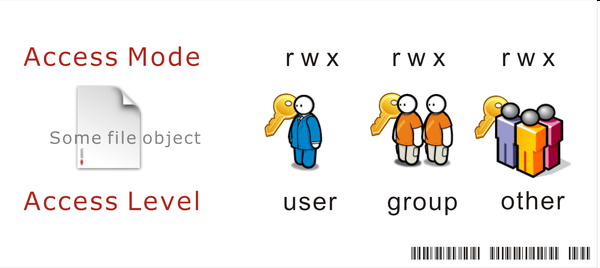 Access Mode r w x r w x r w x
Some file object
Access Level user group other